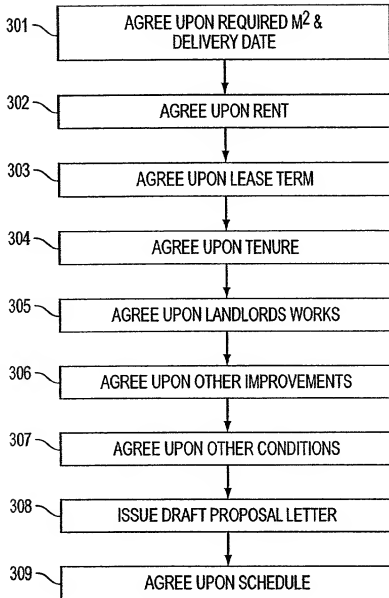 301
AGREE UPON REQUIRED M² &
DELIVERY DATE
302
AGREE UPON RENT
303
AGREE UPON LEASE TERM
304
AGREE UPON TENURE
305
AGREE UPON LANDLORDS WORKS
306
AGREE UPON OTHER IMPROVEMENTS
307
AGREE UPON OTHER CONDITIONS
308
ISSUE DRAFT PROPOSAL LETTER
309
AGREE UPON SCHEDULE